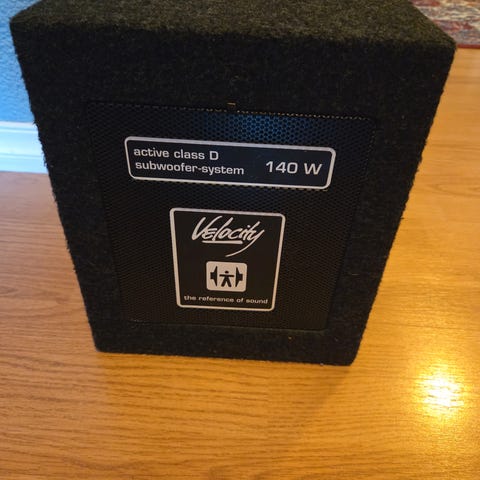 active class D
subwoofer-system 140 W
Velocity
the reference of sound